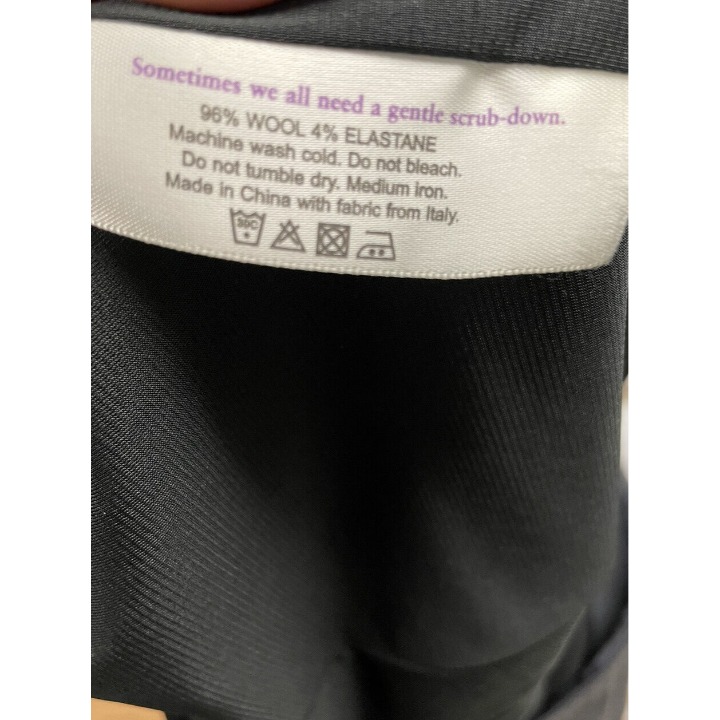 Sometimes we all need a gentle scrub-down.
96% WOOL 4% ELASTANE
Machine wash cold. Do not bleach.
Do not tumble dry. Medium iron.
Made in China with fabric from Italy.
30C